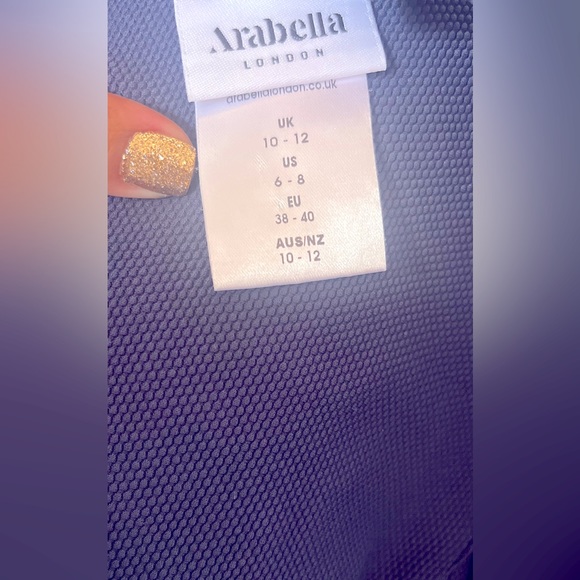 Arabella
LONDON
arabellalondon.co.uk
UK
10 - 12
US
6 - 8
EU
38 - 40
AUS/NZ
10 - 12